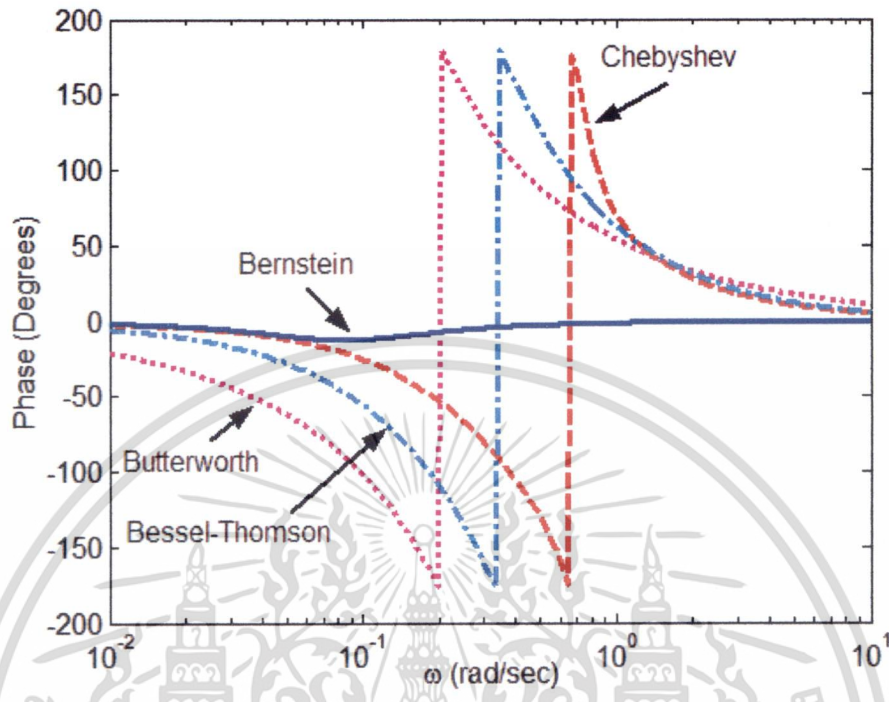 200
150
100
50
0
-50
-100
-150
-200
Phase (Degrees)
Chebyshev
Bernstein
Butterworth
Bessel-Thomson
10^-2
10^-1
10^0
10^1
ω (rad/sec)